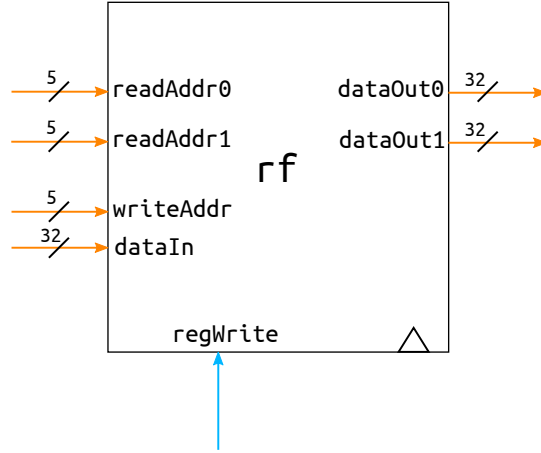 5
readAddr0
dataOut0
32
5
readAddr1
dataOut1
32
rf
5
writeAddr
32
dataIn
regWrite